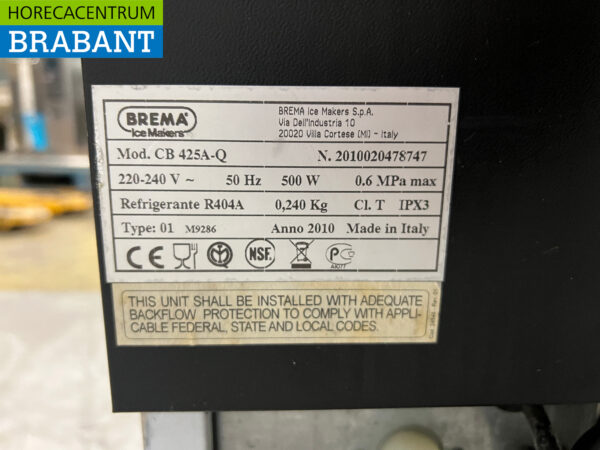 HORECACENTRUM
BRABANT
BREMA®
Ice Makers
BREMA Ice Makers S.p.A.
Via Dell'Industria 10
20020 Villa Cortese (MI) - Italy
Mod. CB 425A-Q N. 2010020478747
220-240 V ~ 50 Hz 500 W 0.6 MPa max
Refrigerante R404A 0,240 Kg Cl. T IPX3
Type: 01 M9286 Anno 2010 Made in Italy
CE NSF.
THIS UNIT SHALL BE INSTALLED WITH ADEQUATE
BACKFLOW PROTECTION TO COMPLY WITH APPLI-
CABLE FEDERAL, STATE AND LOCAL CODES.